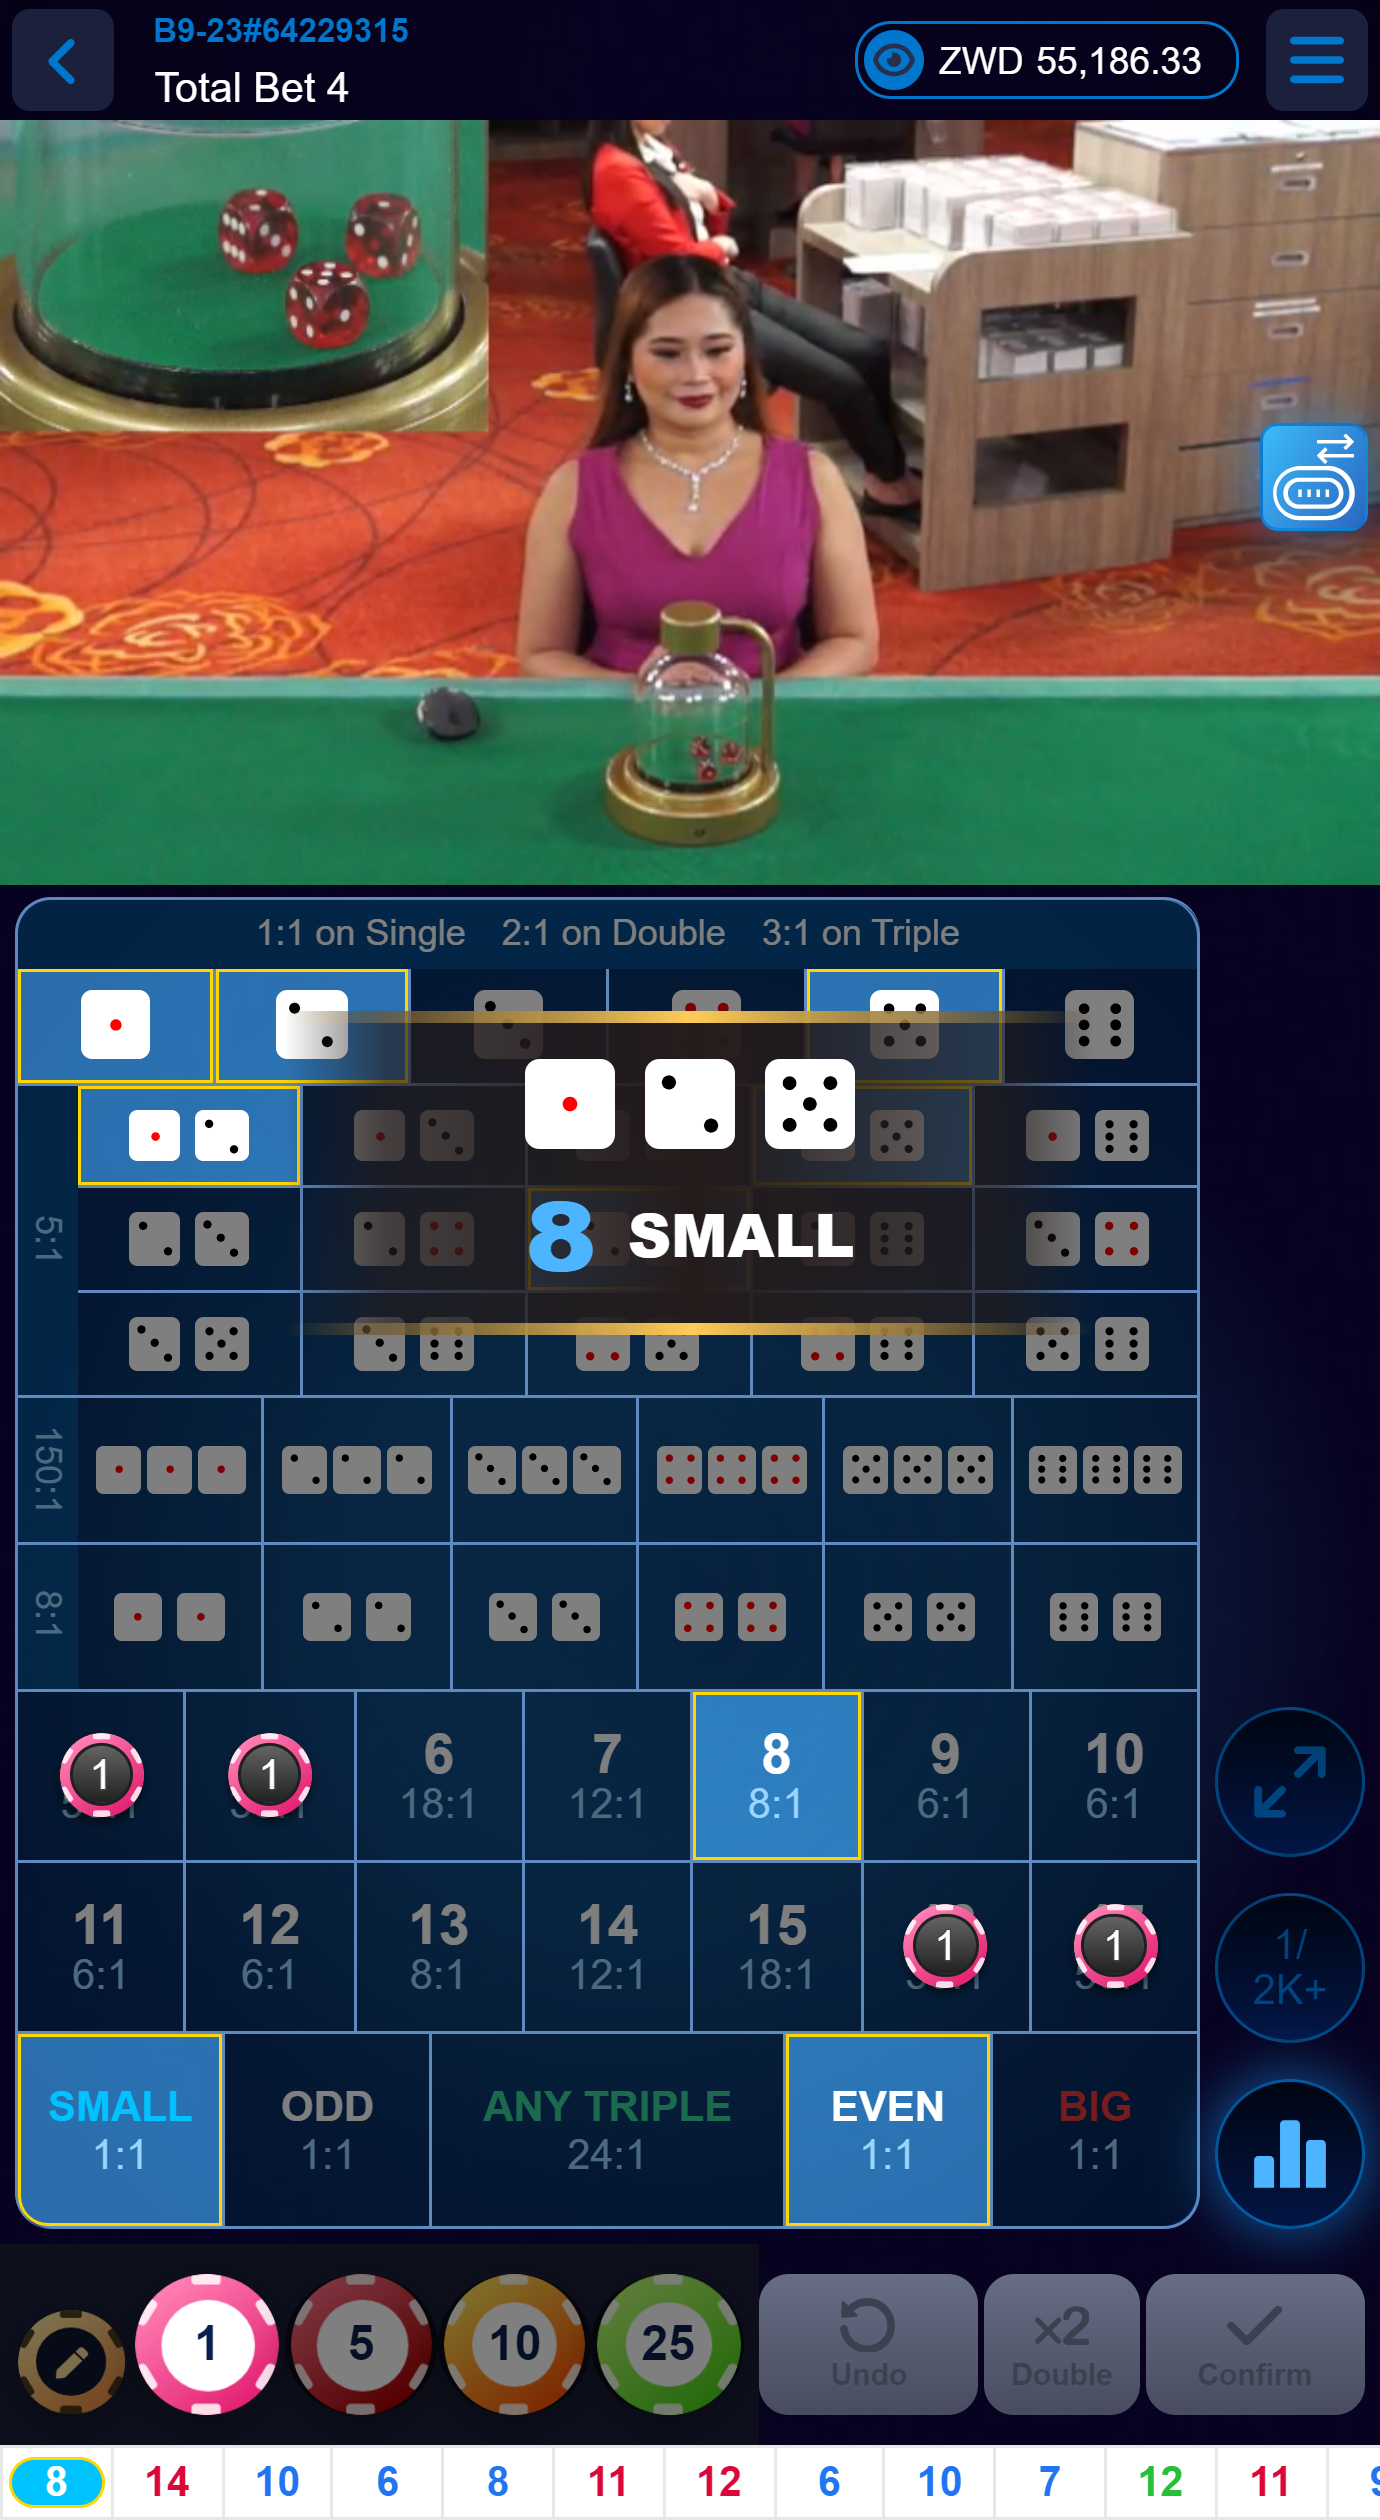 B9-23#64229315
Total Bet 4
ZWD 55,186.33
1:1 on Single 2:1 on Double 3:1 on Triple
8 SMALL
5:1
150:1
8:1
1 1 6 7 8 9 10
18:1 12:1 8:1 6:1 6:1
11 12 13 14 15 1 1
6:1 6:1 8:1 12:1 18:1
1/
2K+
SMALL ODD ANY TRIPLE EVEN BIG
1:1 1:1 24:1 1:1 1:1
1 5 10 25
x2
Undo Double Confirm
8 14 10 6 8 11 12 6 10 7 12 11